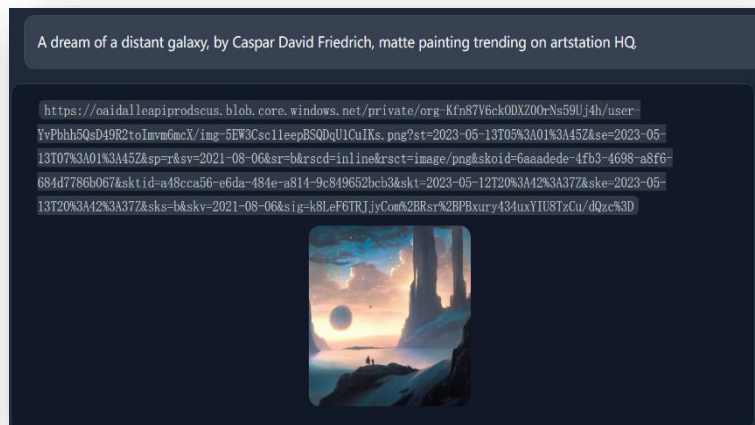 A dream of a distant galaxy, by Caspar David Friedrich, matte painting trending on artstation HQ.
https://oaidalleapiprodscus.blob.core.windows.net/private/org-Kfn87V6ckODXZOOrNs59Uj4h/user-
YvPbhh5QsD49R2toImvm6mcX/img-5EW3Csc1leepBSQDqU1CuIKs.png?st=2023-05-13T05%3A01%3A45Z&se=2023-05-
13T07%3A01%3A45Z&sp=r&sv=2021-08-06&sr=b&rscd=inline&rsct=image/png&skoid=6aaadede-4fb3-4698-a8f6-
684d7786b067&sktid=a48cca56-e6da-484e-a814-9c849652bcb3&skt=2023-05-12T20%3A42%3A37Z&ske=2023-05-
13T20%3A42%3A37Z&sks=b&skv=2021-08-06&sig=k8LeF6TRJjyCom%2BRsr%2BPBxury434uxYIU8TzCu/dQzc%3D